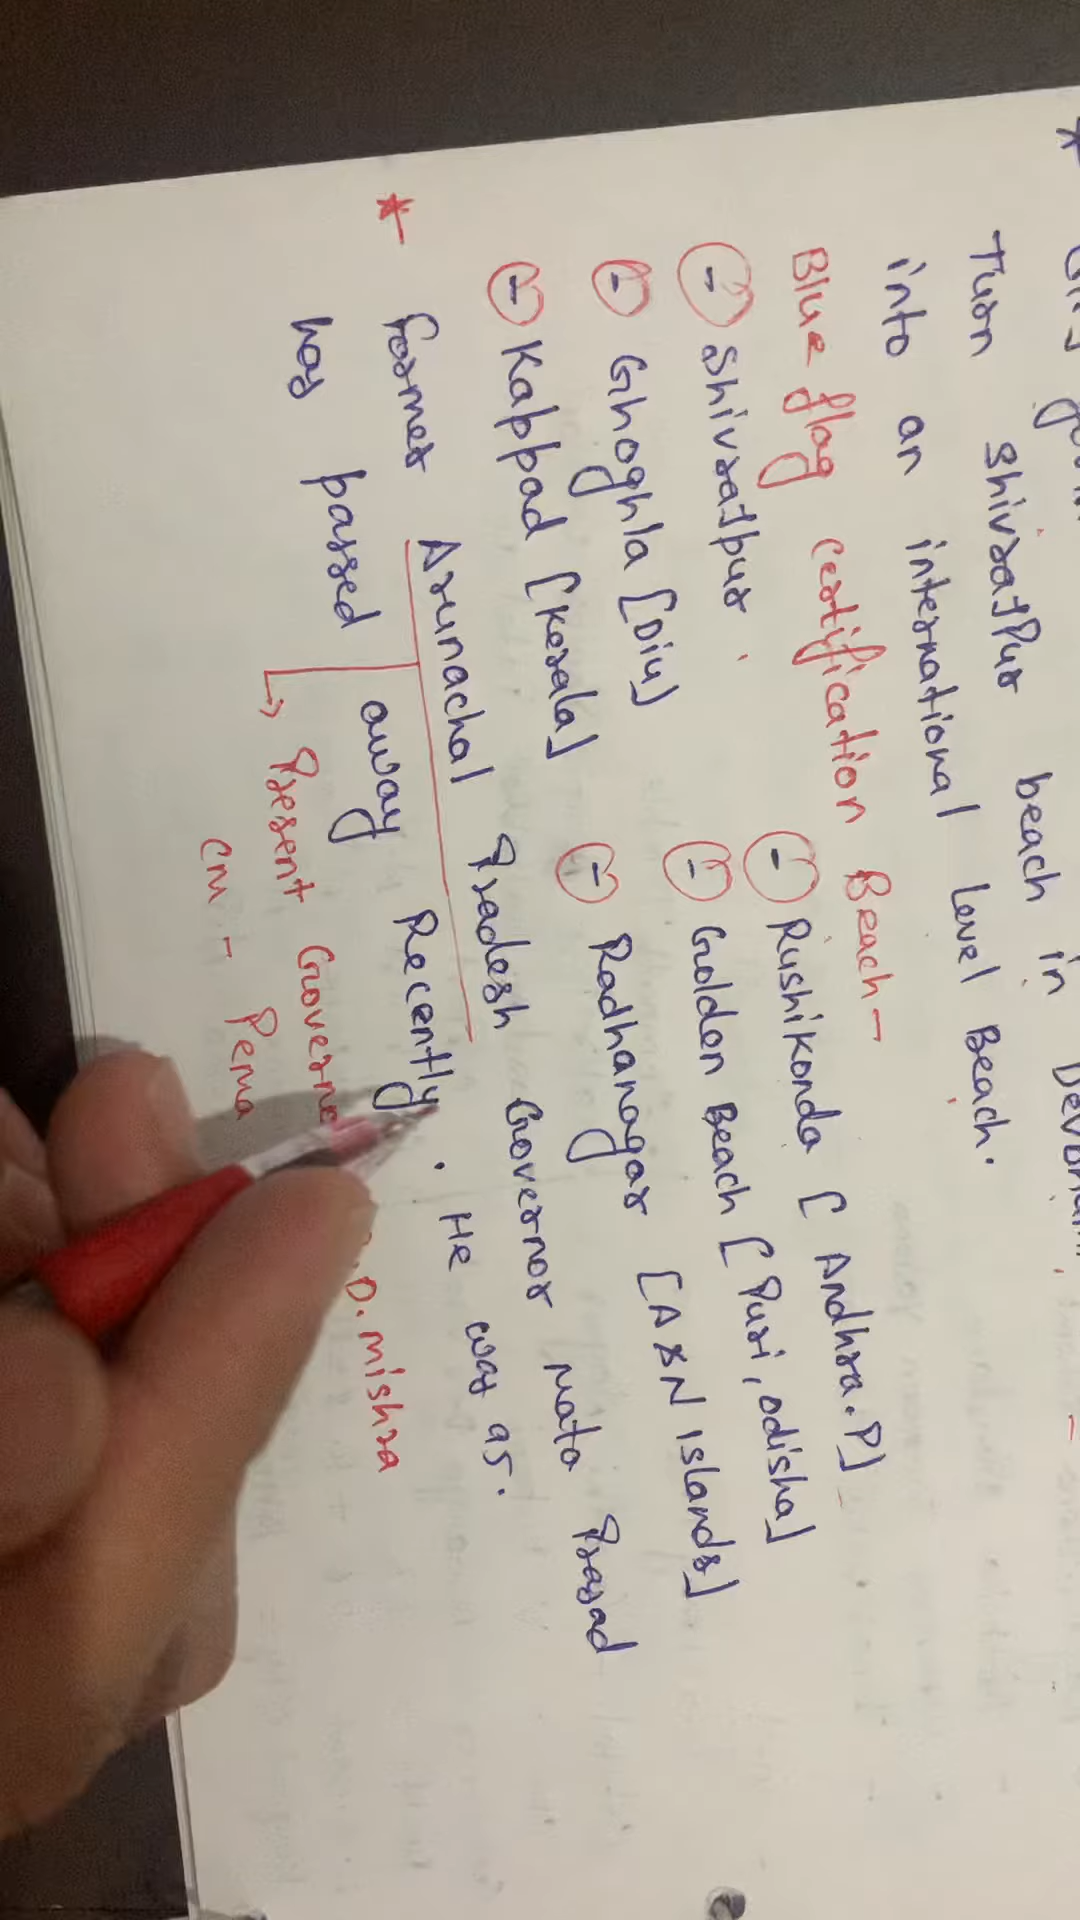 Turn shivrajPur beach in Devbhumi
into an international Level Beach.
Blue flag certification Beach-
- Shivrajpur
- Rushikonda [Andhra.P]
- Ghoghla [Diu]
- Golden Beach [Puri, odisha]
- Kappad [Kerala]
- Radhanagar [A&N islands]
* former Arunachal Pradesh Governor mata Prasad
has passed away Recently. He was 95.
→ Present Governo D. mishra
cm - Pema